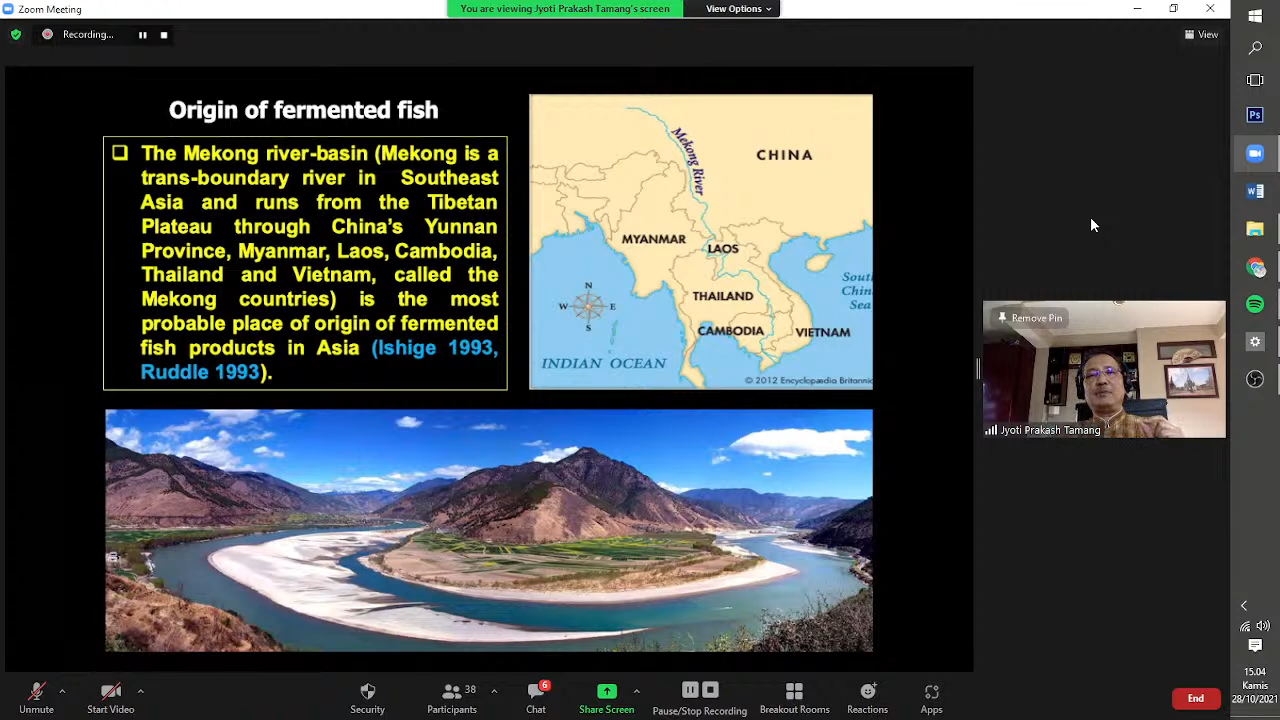 Zoom Meeting
You are viewing Jyoti Prakash Tamang's screen
View Options
Recording...
View
Origin of fermented fish
The Mekong river-basin (Mekong is a
trans-boundary river in Southeast
Asia and runs from the Tibetan
Plateau through China's Yunnan
Province, Myanmar, Laos, Cambodia,
Thailand and Vietnam, called the
Mekong countries) is the most
probable place of origin of fermented
fish products in Asia (Ishige 1993,
Ruddle 1993).
Mekong River
CHINA
MYANMAR
LAOS
THAILAND
CAMBODIA
VIETNAM
South
China
Sea
N
W E
S
INDIAN OCEAN
© 2012 Encyclopædia Britannic
Remove Pin
Jyoti Prakash Tamang
Ps
W
Unmute
Start Video
Security
38
Participants
6
Chat
Share Screen
Pause/Stop Recording
Breakout Rooms
Reactions
Apps
End
15.04
Kamis
28/10/202